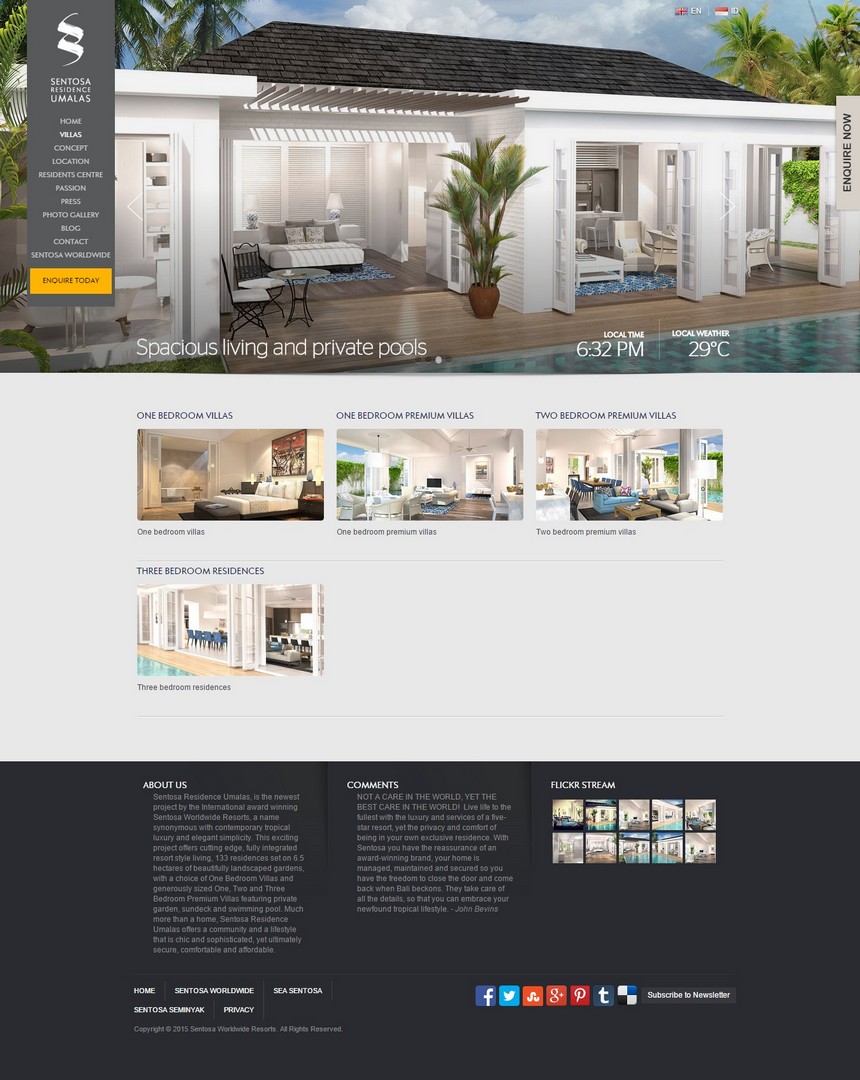 EN
ID
SENTOSA
RESIDENCE
UMALAS
HOME
VILLAS
CONCEPT
LOCATION
RESIDENTS CENTRE
PASSION
PRESS
PHOTO GALLERY
BLOG
CONTACT
SENTOSA WORLDWIDE
ENQUIRE TODAY
ENQUIRE NOW
Spacious living and private pools
LOCAL TIME
6:32 PM
LOCAL WEATHER
29°C
ONE BEDROOM VILLAS
One bedroom villas
ONE BEDROOM PREMIUM VILLAS
One bedroom premium villas
TWO BEDROOM PREMIUM VILLAS
Two bedroom premium villas
THREE BEDROOM RESIDENCES
Three bedroom residences
ABOUT US
Sentosa Residence Umalas, is the newest
project by the International award winning
Sentosa Worldwide Resorts, a name
synonymous with contemporary tropical
luxury and elegant simplicity. This exciting
project offers cutting edge, fully integrated
resort style living, 133 residences set on 6.5
hectares of beautifully landscaped gardens,
with a choice of One Bedroom Villas and
generously sized One, Two and Three
Bedroom Premium Villas featuring private
garden, sundeck and swimming pool. Much
more than a home, Sentosa Residence
Umalas offers a community and a lifestyle
that is chic and sophisticated, yet ultimately
secure, comfortable and affordable.
COMMENTS
NOT A CARE IN THE WORLD, YET THE
BEST CARE IN THE WORLD! Live life to the
fullest with the luxury and services of a five-
star resort, yet the privacy and comfort of
being in your own exclusive residence. With
Sentosa you have the reassurance of an
award-winning brand, your home is
managed, maintained and secured so you
have the freedom to close the door and come
back when Bali beckons. They take care of
all the details, so that you can embrace your
newfound tropical lifestyle. - John Bevins
FLICKR STREAM
HOME
SENTOSA WORLDWIDE
SEA SENTOSA
SENTOSA SEMINYAK
PRIVACY
Subscribe to Newsletter
Copyright © 2015 Sentosa Worldwide Resorts. All Rights Reserved.